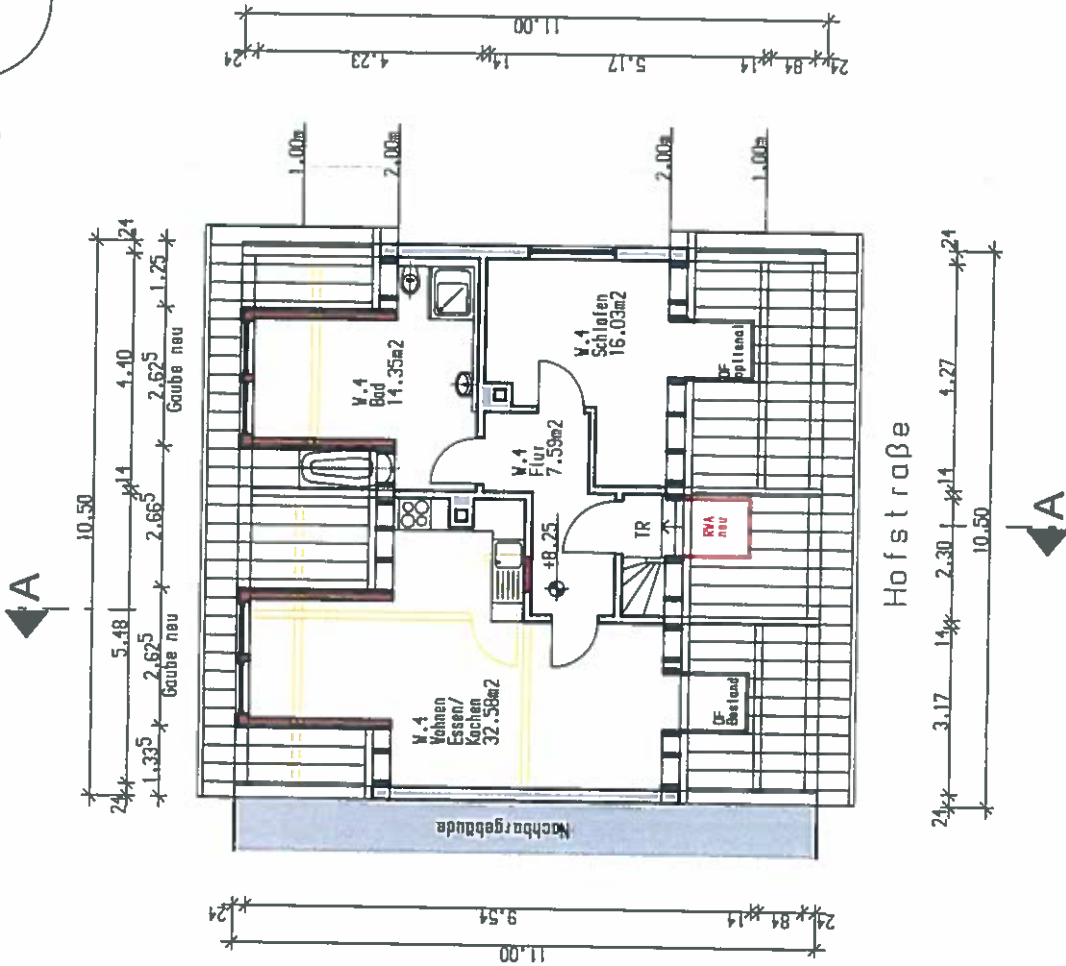 11.00
24
4.23
14
5.17
14
84
24
1.00m
2.00m
2.00m
1.00m
A
10.50
24
5.48
14
4.10
24
1.33⁵
2.62⁵
2.66⁵
2.62⁵
1.25
Gaube neu
Gaube neu
W.4
Bad
14.35m2
W.4
Schlafen
16.03m2
W.4
Flur
7.59m2
W.4
Wohnen
Essen/
Kochen
32.58m2
+8.25
TR
RWA
neu
DF
optional
DF
Bestand
Nachbargebäude
Hofstraße
24
3.17
14
2.30
14
4.27
24
10.50
A
24
9.54
14
84
24
11.00